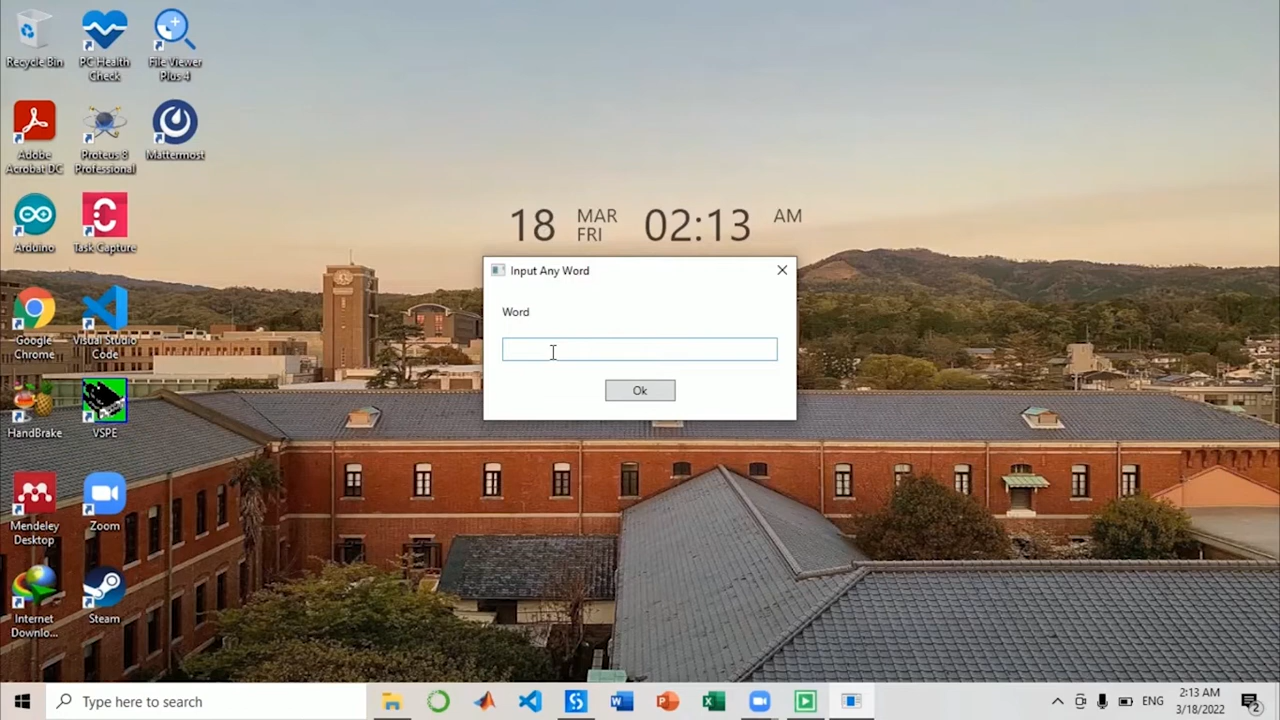 Recycle Bin
PC Health
Check
File Viewer
Plus 4
Adobe
Acrobat DC
Proteus 8
Professional
Mattermost
Arduino
Task Capture
18
MAR
FRI
02:13
AM
Input Any Word
Word
Ok
Google
Chrome
Visual Studio
Code
HandBrake
VSPE
Mendeley
Desktop
Zoom
Internet
Downlo...
Steam
Type here to search
ENG
2:13 AM
3/18/2022
2